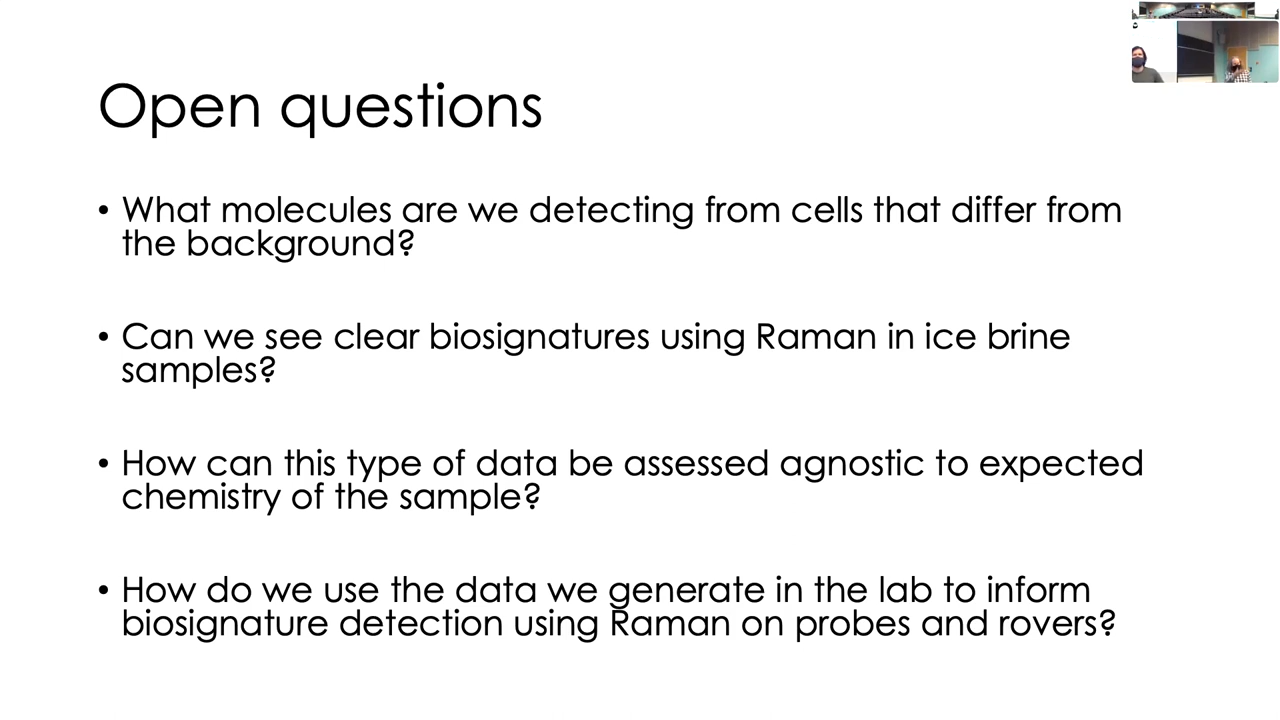 Open questions
• What molecules are we detecting from cells that differ from
the background?
• Can we see clear biosignatures using Raman in ice brine
samples?
• How can this type of data be assessed agnostic to expected
chemistry of the sample?
• How do we use the data we generate in the lab to inform
biosignature detection using Raman on probes and rovers?